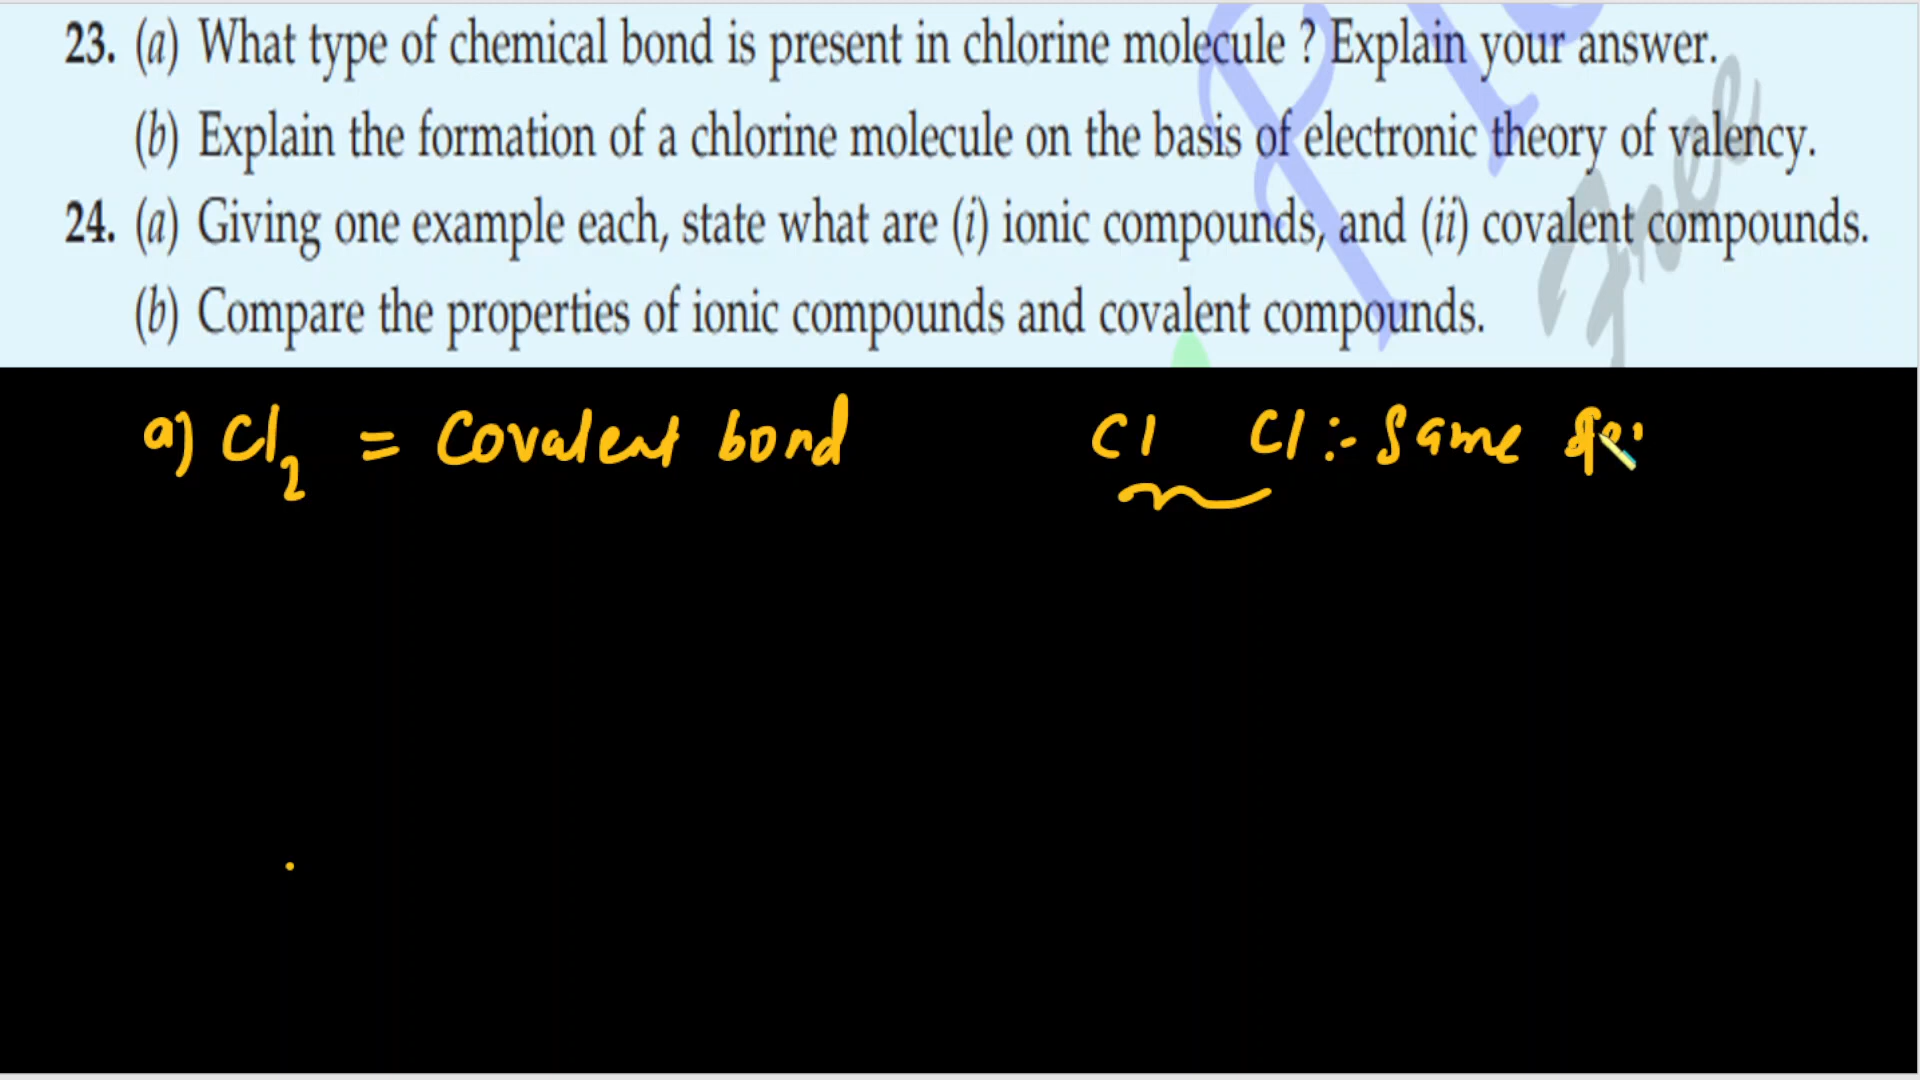 23. (a) What type of chemical bond is present in chlorine molecule ? Explain your answer.
(b) Explain the formation of a chlorine molecule on the basis of electronic theory of valency.
24. (a) Giving one example each, state what are (i) ionic compounds, and (ii) covalent compounds.
(b) Compare the properties of ionic compounds and covalent compounds.
a) Cl2 = Covalent bond Cl Cl :- Same
Free